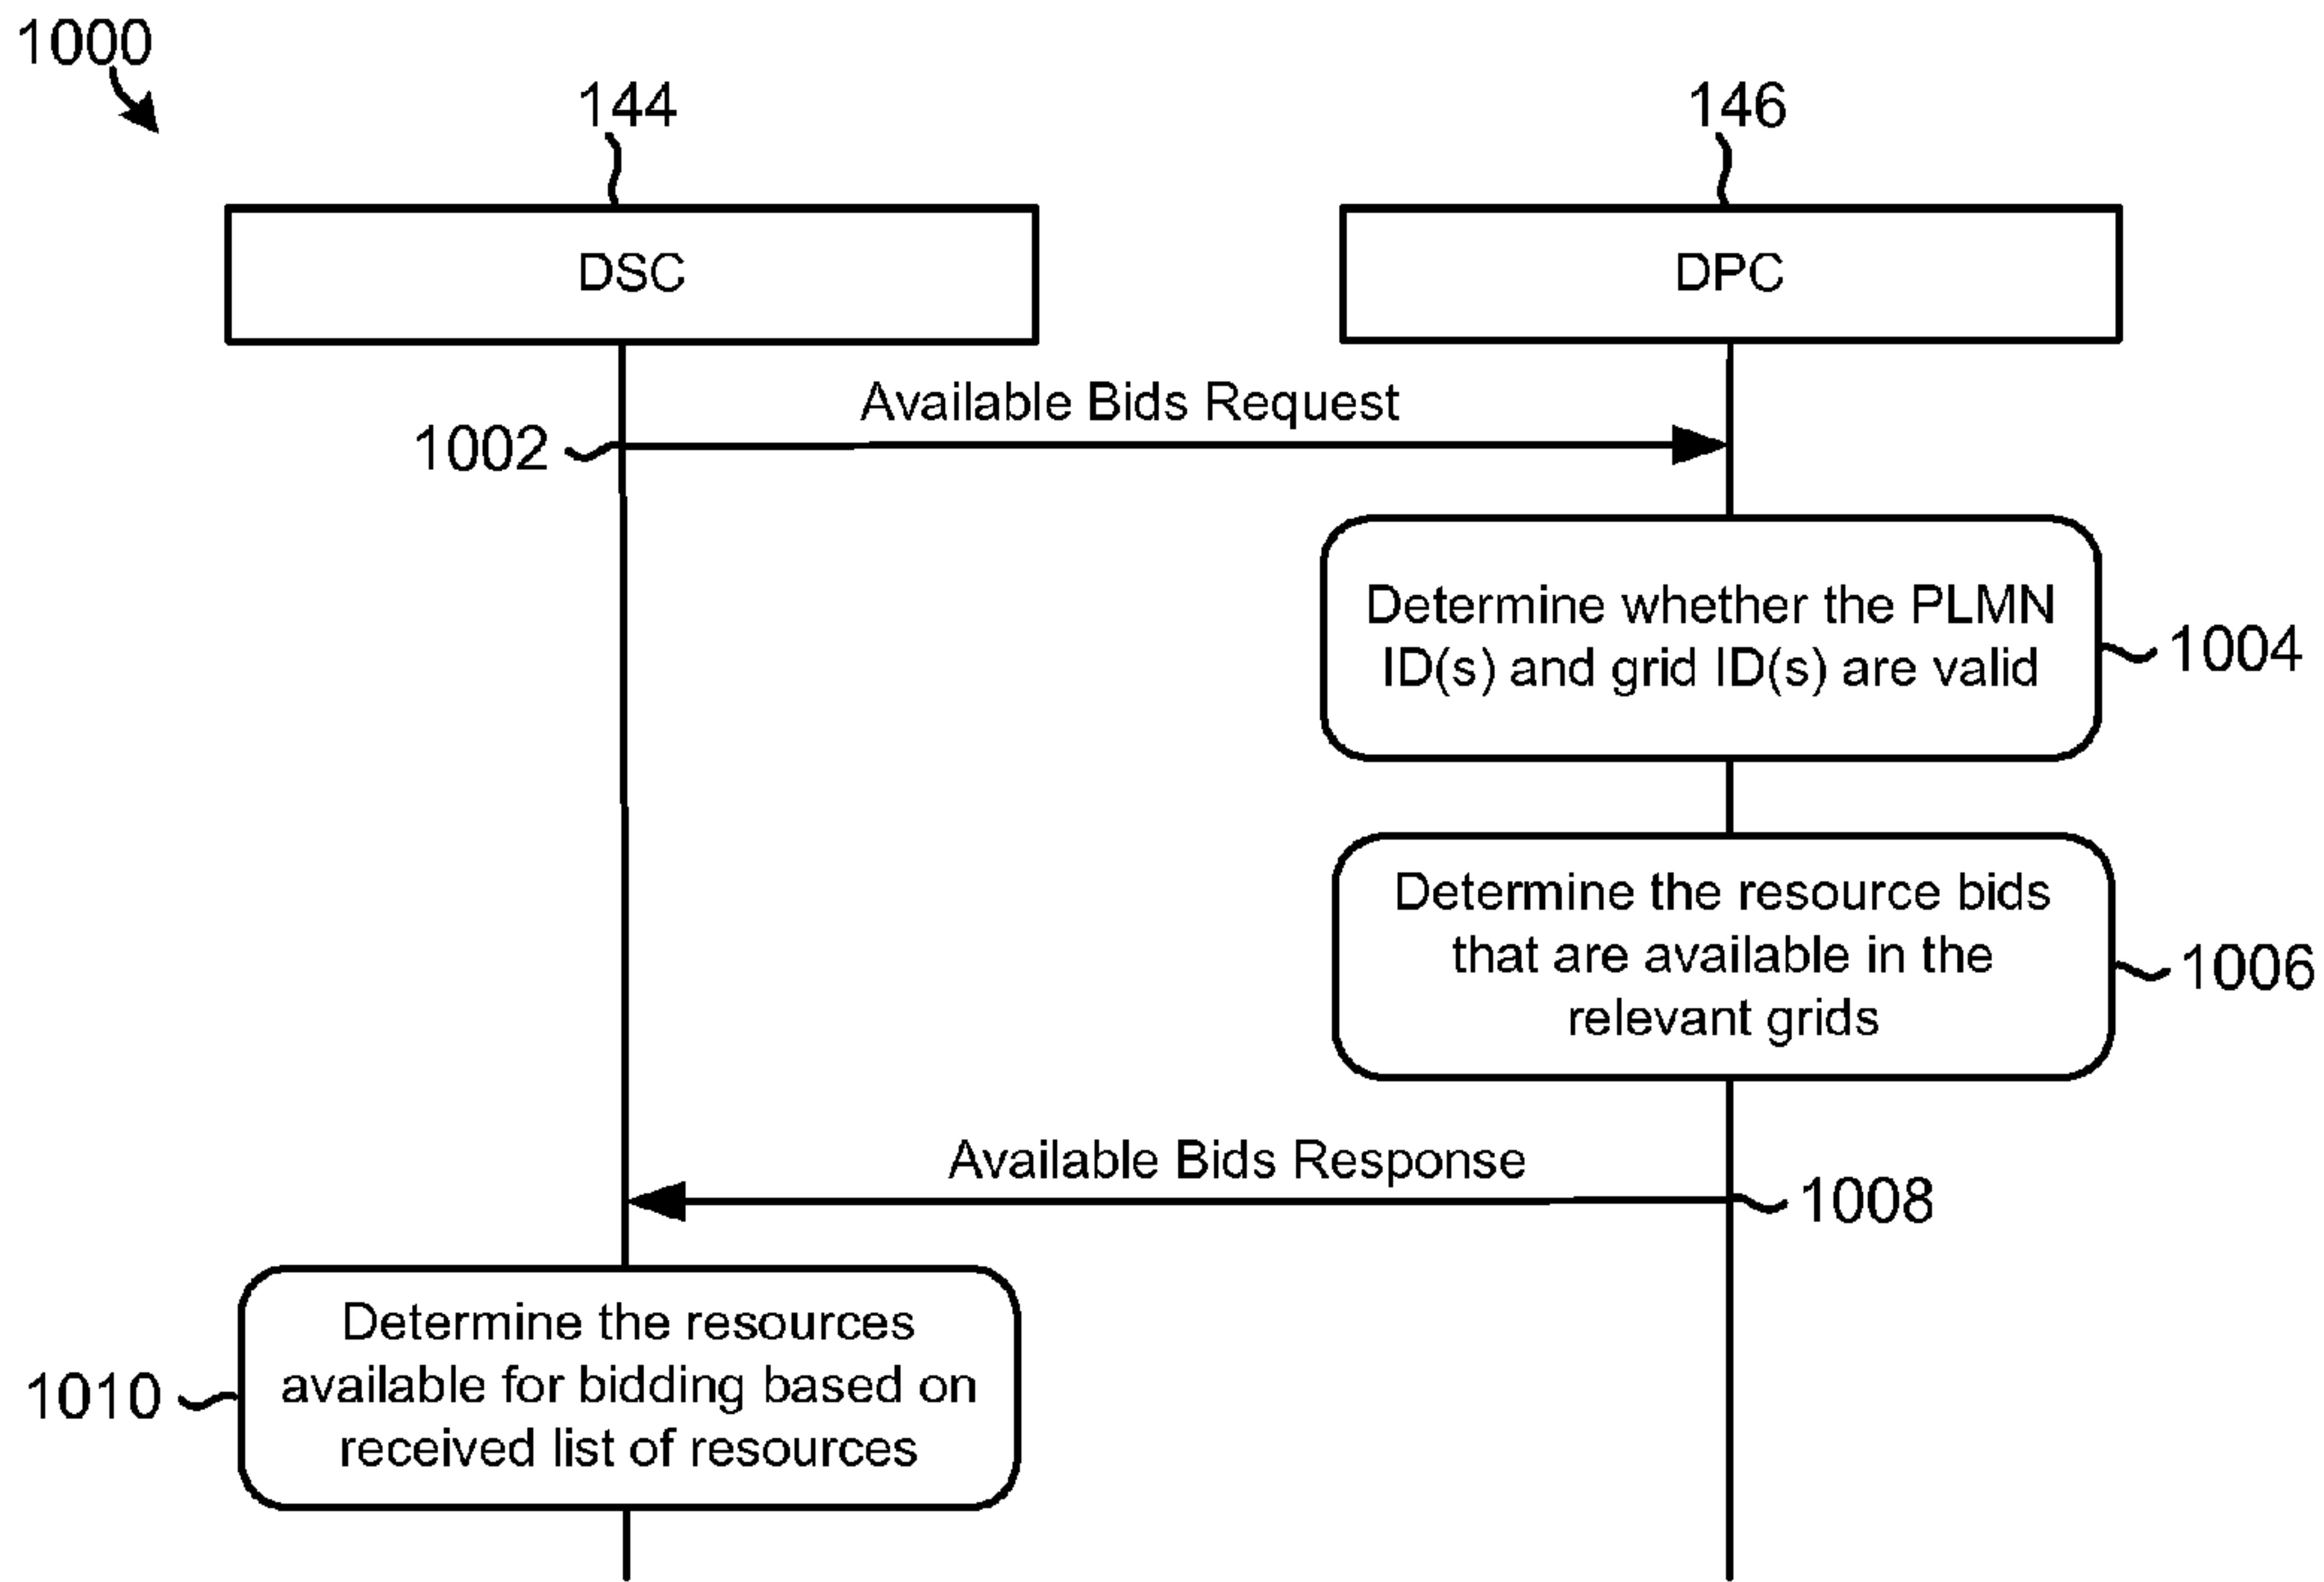 1000
144
146
DSC
DPC
Available Bids Request
1002
Determine whether the PLMN
ID(s) and grid ID(s) are valid
1004
Determine the resource bids
that are available in the
relevant grids
1006
Available Bids Response
1008
Determine the resources
available for bidding based on
received list of resources
1010